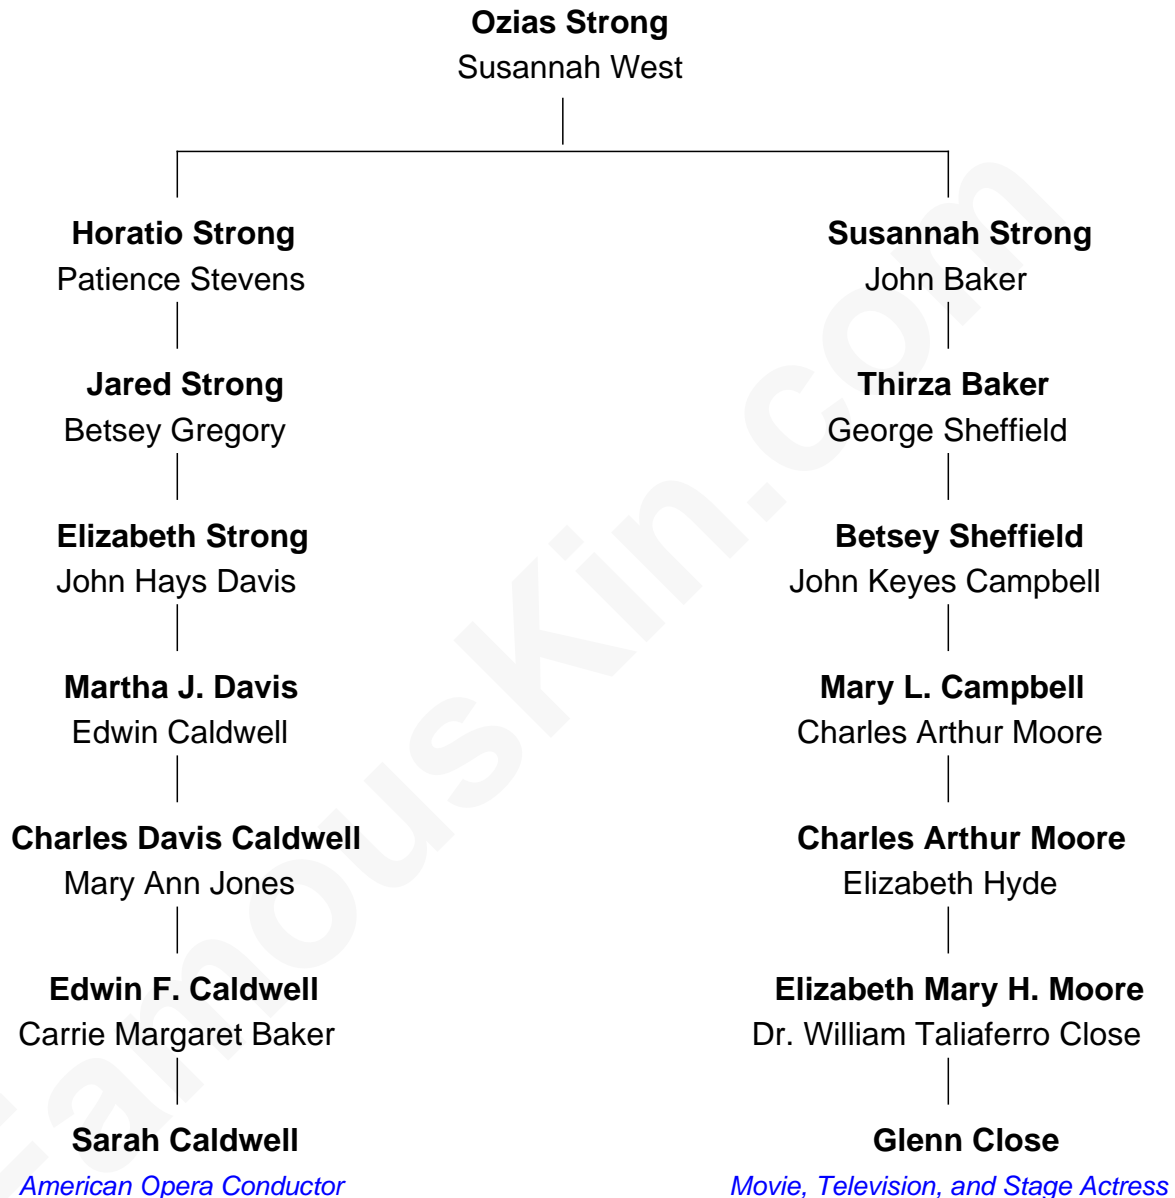 Ozias Strong
Susannah West
Horatio Strong
Patience Stevens
Susannah Strong
John Baker
Jared Strong
Betsey Gregory
Thirza Baker
George Sheffield
Elizabeth Strong
John Hays Davis
Betsey Sheffield
John Keyes Campbell
Martha J. Davis
Edwin Caldwell
Mary L. Campbell
Charles Arthur Moore
Charles Davis Caldwell
Mary Ann Jones
Charles Arthur Moore
Elizabeth Hyde
Edwin F. Caldwell
Carrie Margaret Baker
Elizabeth Mary H. Moore
Dr. William Taliaferro Close
Sarah Caldwell
American Opera Conductor
Glenn Close
Movie, Television, and Stage Actress
FamousKin.com